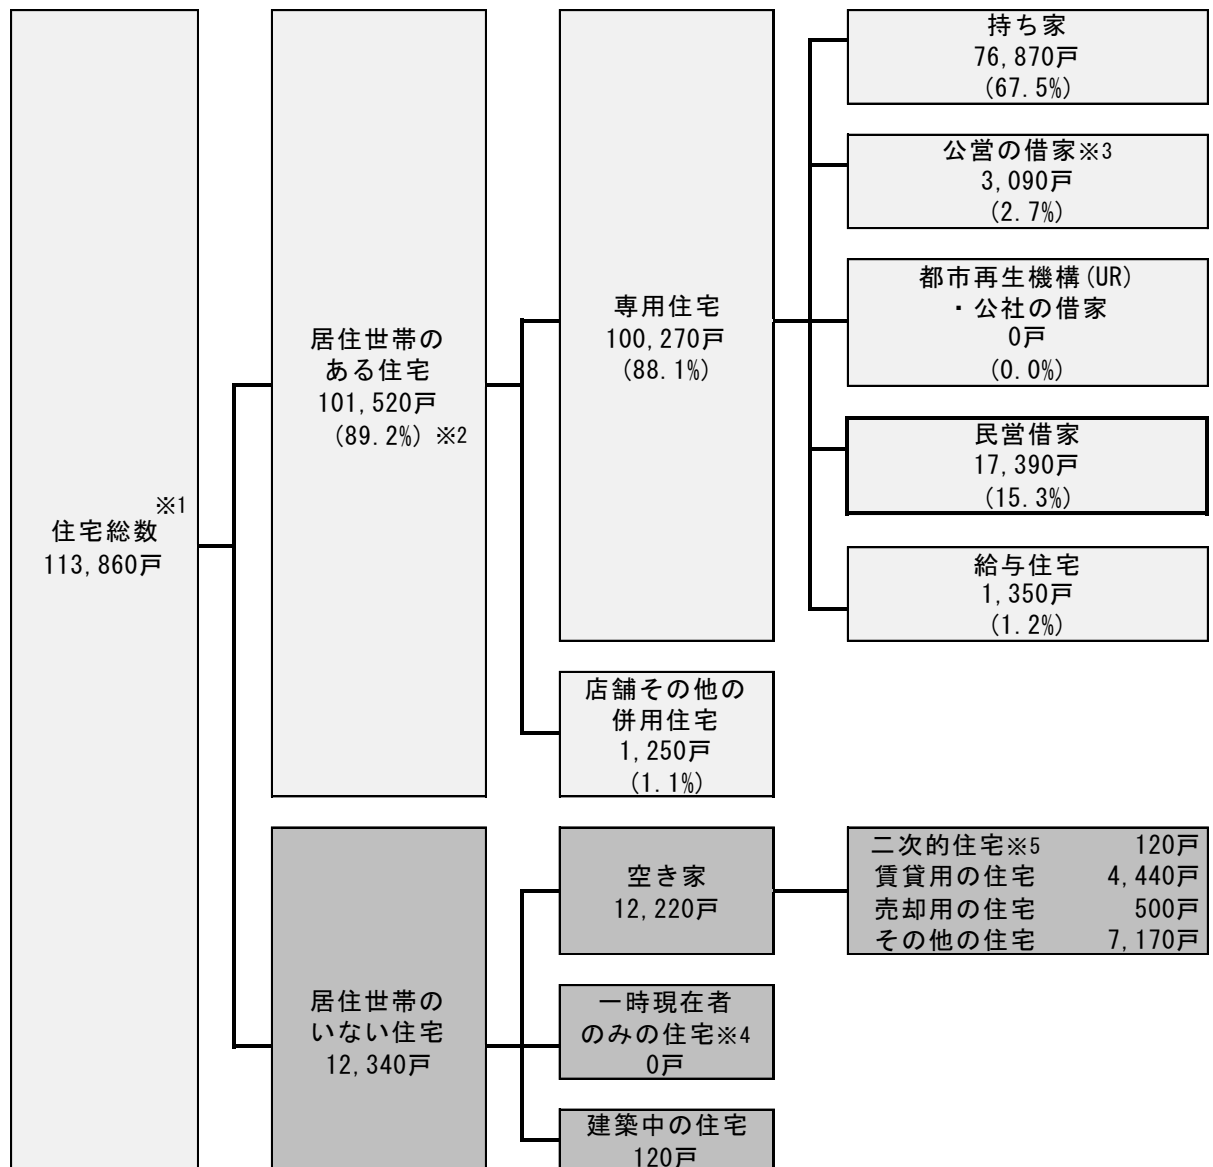 ※1
住宅総数
113,860戸
居住世帯の
ある住宅
101,520戸
(89.2%) ※2
専用住宅
100,270戸
(88.1%)
持ち家
76,870戸
(67.5%)
公営の借家※3
3,090戸
(2.7%)
都市再生機構(UR)
・公社の借家
0戸
(0.0%)
民営借家
17,390戸
(15.3%)
給与住宅
1,350戸
(1.2%)
店舗その他の
併用住宅
1,250戸
(1.1%)
居住世帯の
いない住宅
12,340戸
空き家
12,220戸
二次的住宅※5 120戸
賃貸用の住宅 4,440戸
売却用の住宅 500戸
その他の住宅 7,170戸
一時現在者
のみの住宅※4
0戸
建築中の住宅
120戸